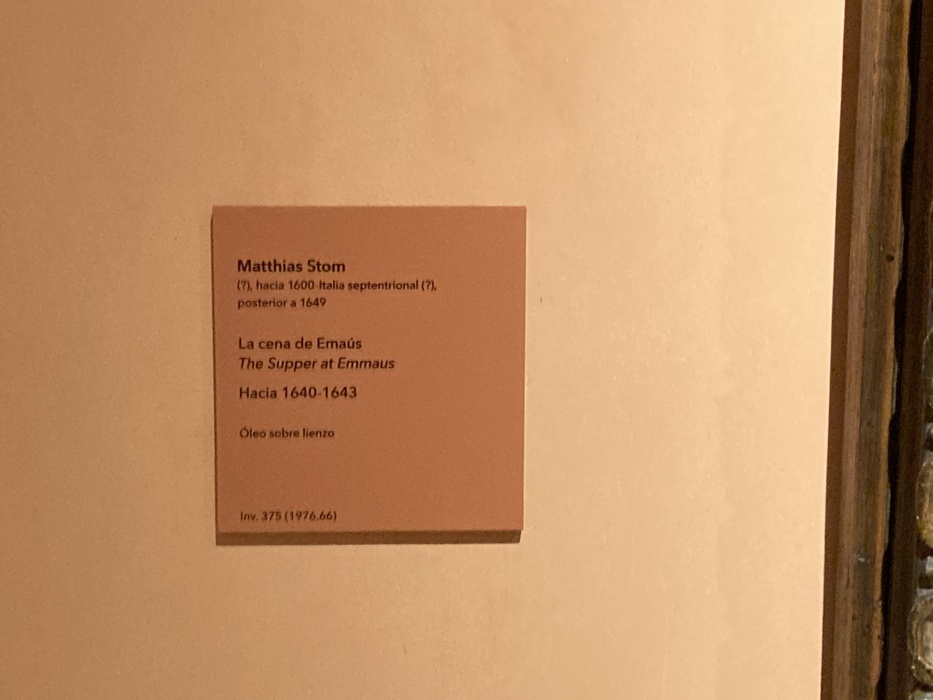 Matthias Stom
(?), hacia 1600-Italia septentrional (?),
posterior a 1649
La cena de Emaús
The Supper at Emmaus
Hacia 1640-1643
Óleo sobre lienzo
Inv. 375 (1976.66)